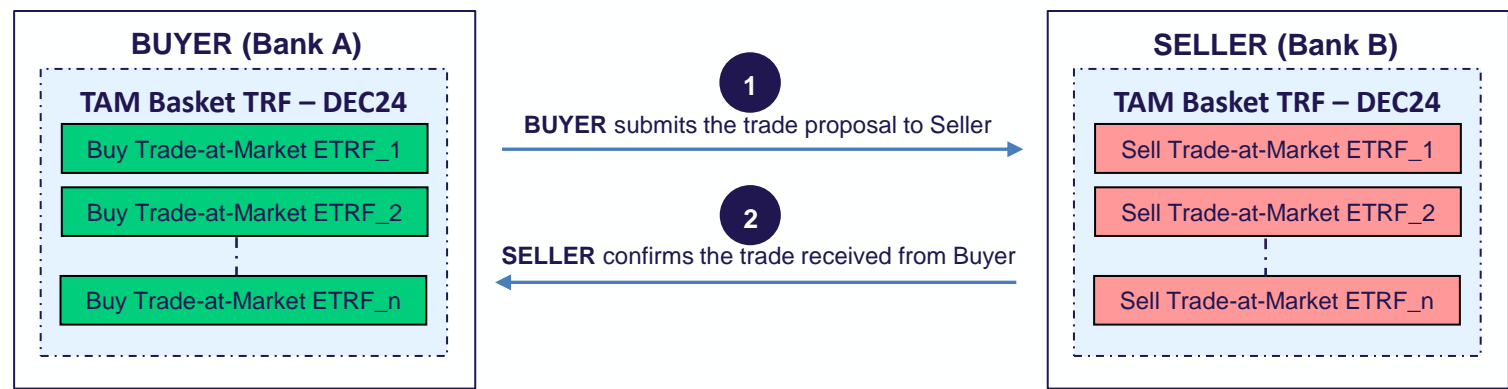 BUYER (Bank A)
TAM Basket TRF – DEC24
Buy Trade-at-Market ETRF_1
Buy Trade-at-Market ETRF_2
Buy Trade-at-Market ETRF_n
1
BUYER submits the trade proposal to Seller
2
SELLER confirms the trade received from Buyer
SELLER (Bank B)
TAM Basket TRF – DEC24
Sell Trade-at-Market ETRF_1
Sell Trade-at-Market ETRF_2
Sell Trade-at-Market ETRF_n